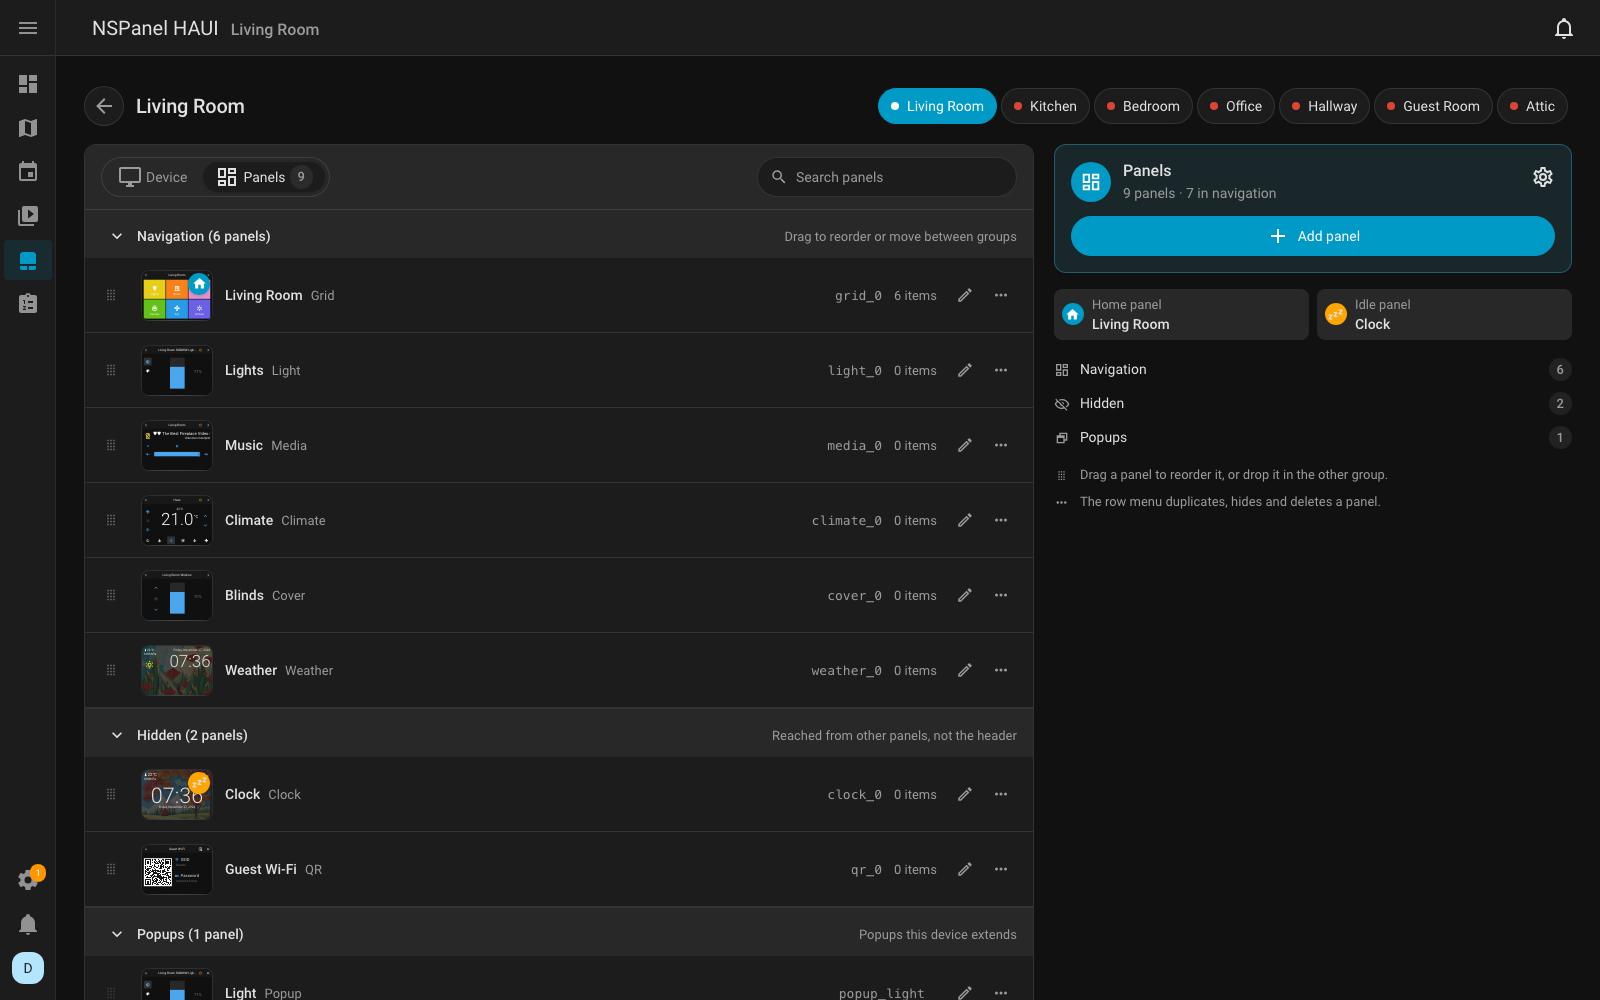 NSPanel HAUI Living Room
Living Room
Living Room Kitchen Bedroom Office Hallway Guest Room Attic
Device Panels 9 Search panels
Navigation (6 panels) Drag to reorder or move between groups
Living Room Grid grid_0 6 items
Lights Light light_0 0 items
Music Media media_0 0 items
21.0
Climate Climate climate_0 0 items
Blinds Cover cover_0 0 items
07:36
Weather Weather weather_0 0 items
Hidden (2 panels) Reached from other panels, not the header
07:36
Clock Clock clock_0 0 items
Guest Wi-Fi QR qr_0 0 items
Popups (1 panel) Popups this device extends
Light Popup popup_light
Panels
9 panels · 7 in navigation
Add panel
Home panel
Living Room
Idle panel
Clock
Navigation 6
Hidden 2
Popups 1
Drag a panel to reorder it, or drop it in the other group.
The row menu duplicates, hides and deletes a panel.
1
D